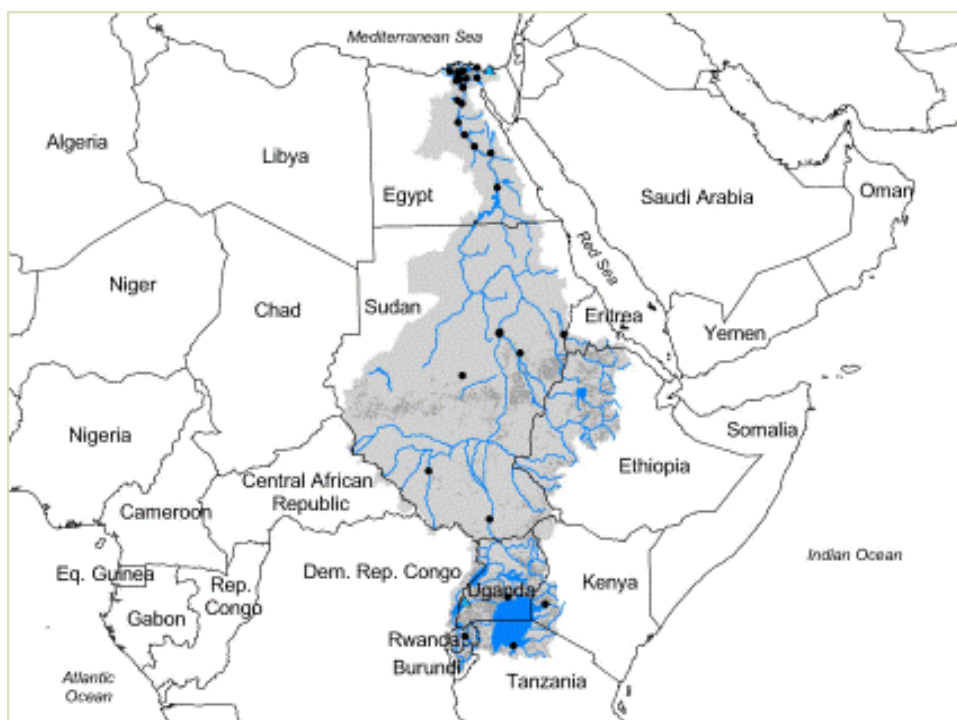 Mediterranean Sea
Algeria
Libya
Egypt
Saudi Arabia
Oman
Red Sea
Niger
Chad
Sudan
Eritrea
Yemen
Nigeria
Somalia
Ethiopia
Central African
Republic
Cameroon
Indian Ocean
Eq. Guinea
Rep.
Congo
Dem. Rep. Congo
Uganda
Kenya
Gabon
Rwanda
Burundi
Tanzania
Atlantic
Ocean